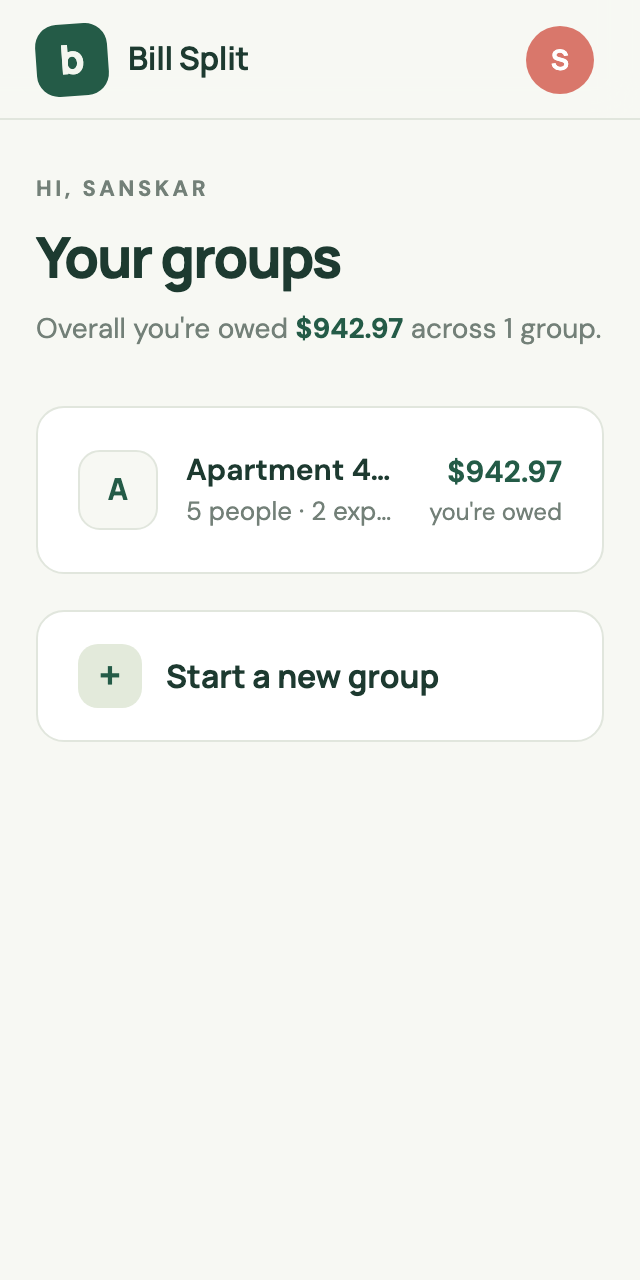 b Bill Split S
HI, SANSKAR
Your groups
Overall you're owed $942.97 across 1 group.
A
Apartment 4... $942.97
5 people · 2 exp... you're owed
+ Start a new group